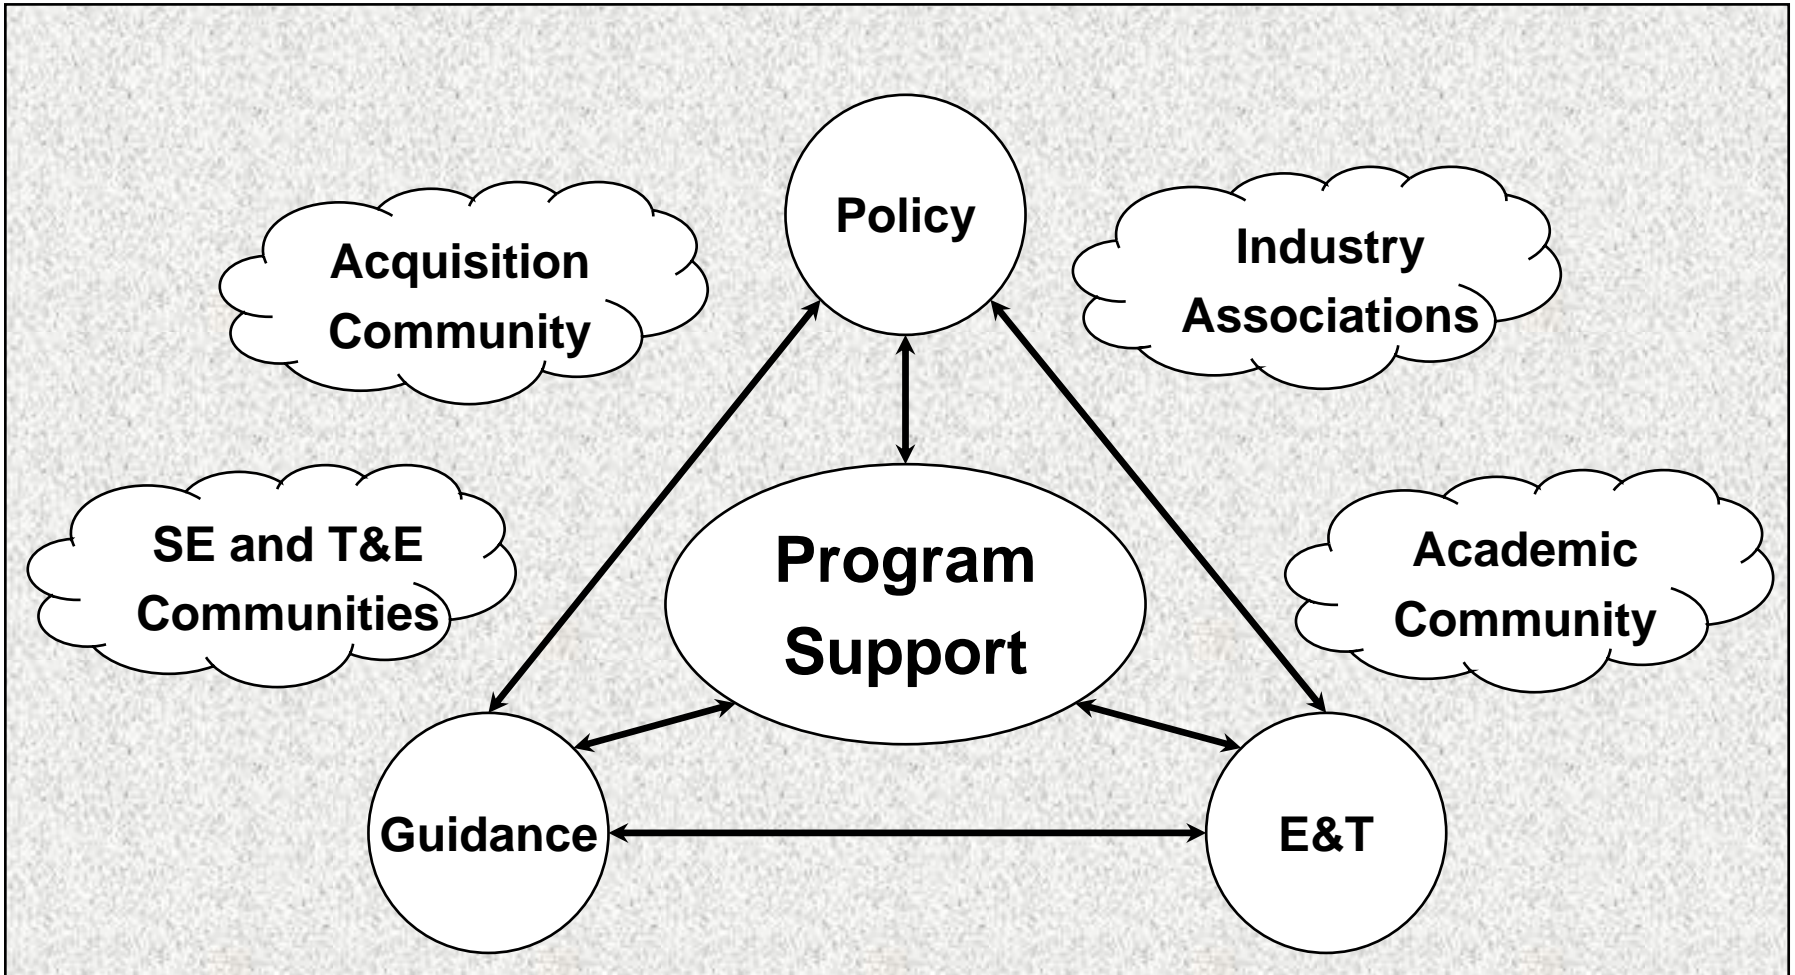 Policy
Acquisition
Community
Industry
Associations
SE and T&E
Communities
Program
Support
Academic
Community
Guidance
E&T